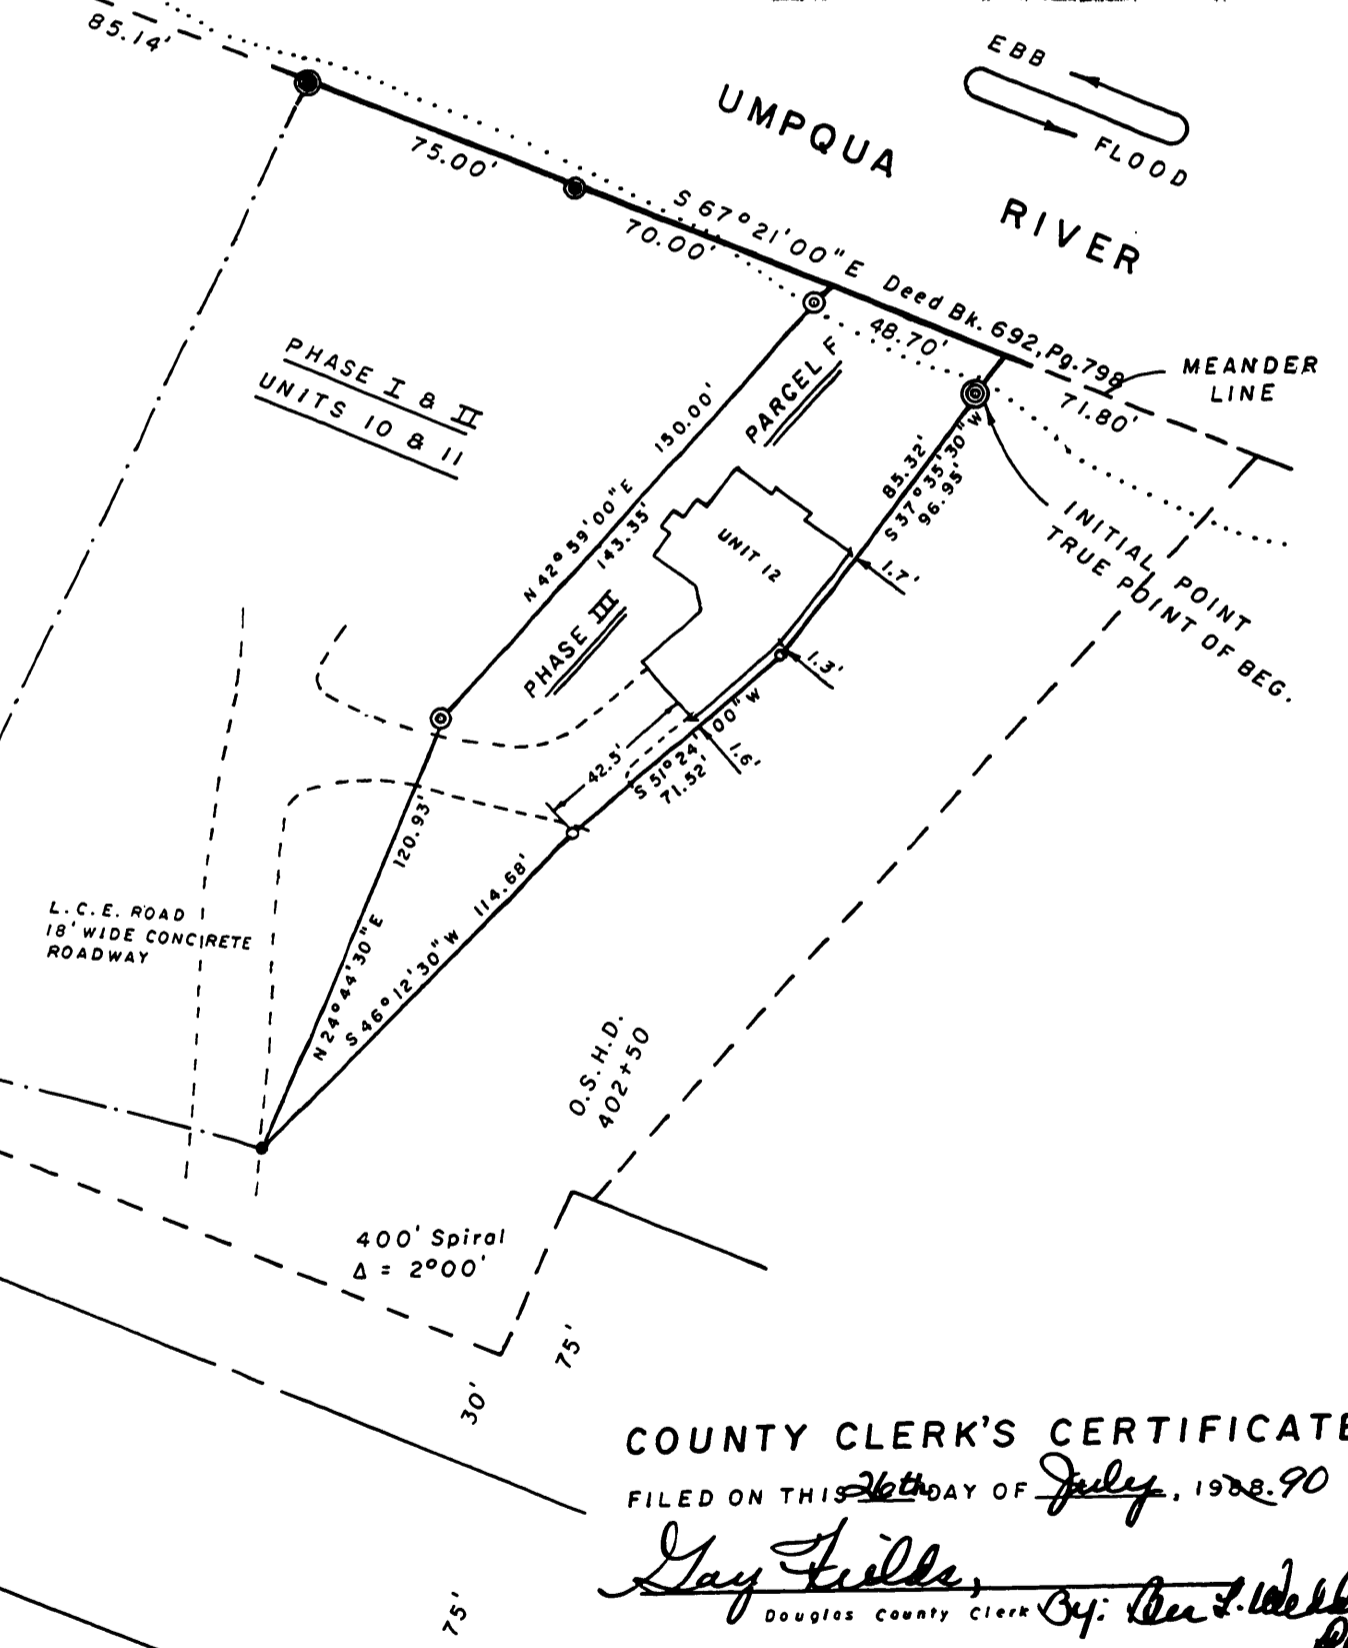 85.14'
EBB
FLOOD
UMPQUA
RIVER
75.00'
70.00'
S 67°21'00"E Deed Bk. 692, Pg. 798
48.70'
MEANDER
LINE
71.80'
PHASE I & II
UNITS 10 & 11
PARCEL F
150.00'
N 42°59'00"E
143.35'
85.32'
S 37°35'30"W
96.95'
INITIAL POINT
TRUE POINT OF BEG.
UNIT 12
1.7'
PHASE III
1.3'
1.6'
42.5'
S 51°24'00"W
71.52'
120.93'
N 24°44'30"E
114.68'
S 46°12'30"W
L.C.E. ROAD
18' WIDE CONCRETE
ROADWAY
O.S.H.D.
402+50
400' Spiral
Δ = 2°00'
75'
30'
75'
COUNTY CLERK'S CERTIFICATE
FILED ON THIS 26th DAY OF July, 1988. 90
Gay Fields,
Douglas County Clerk By: